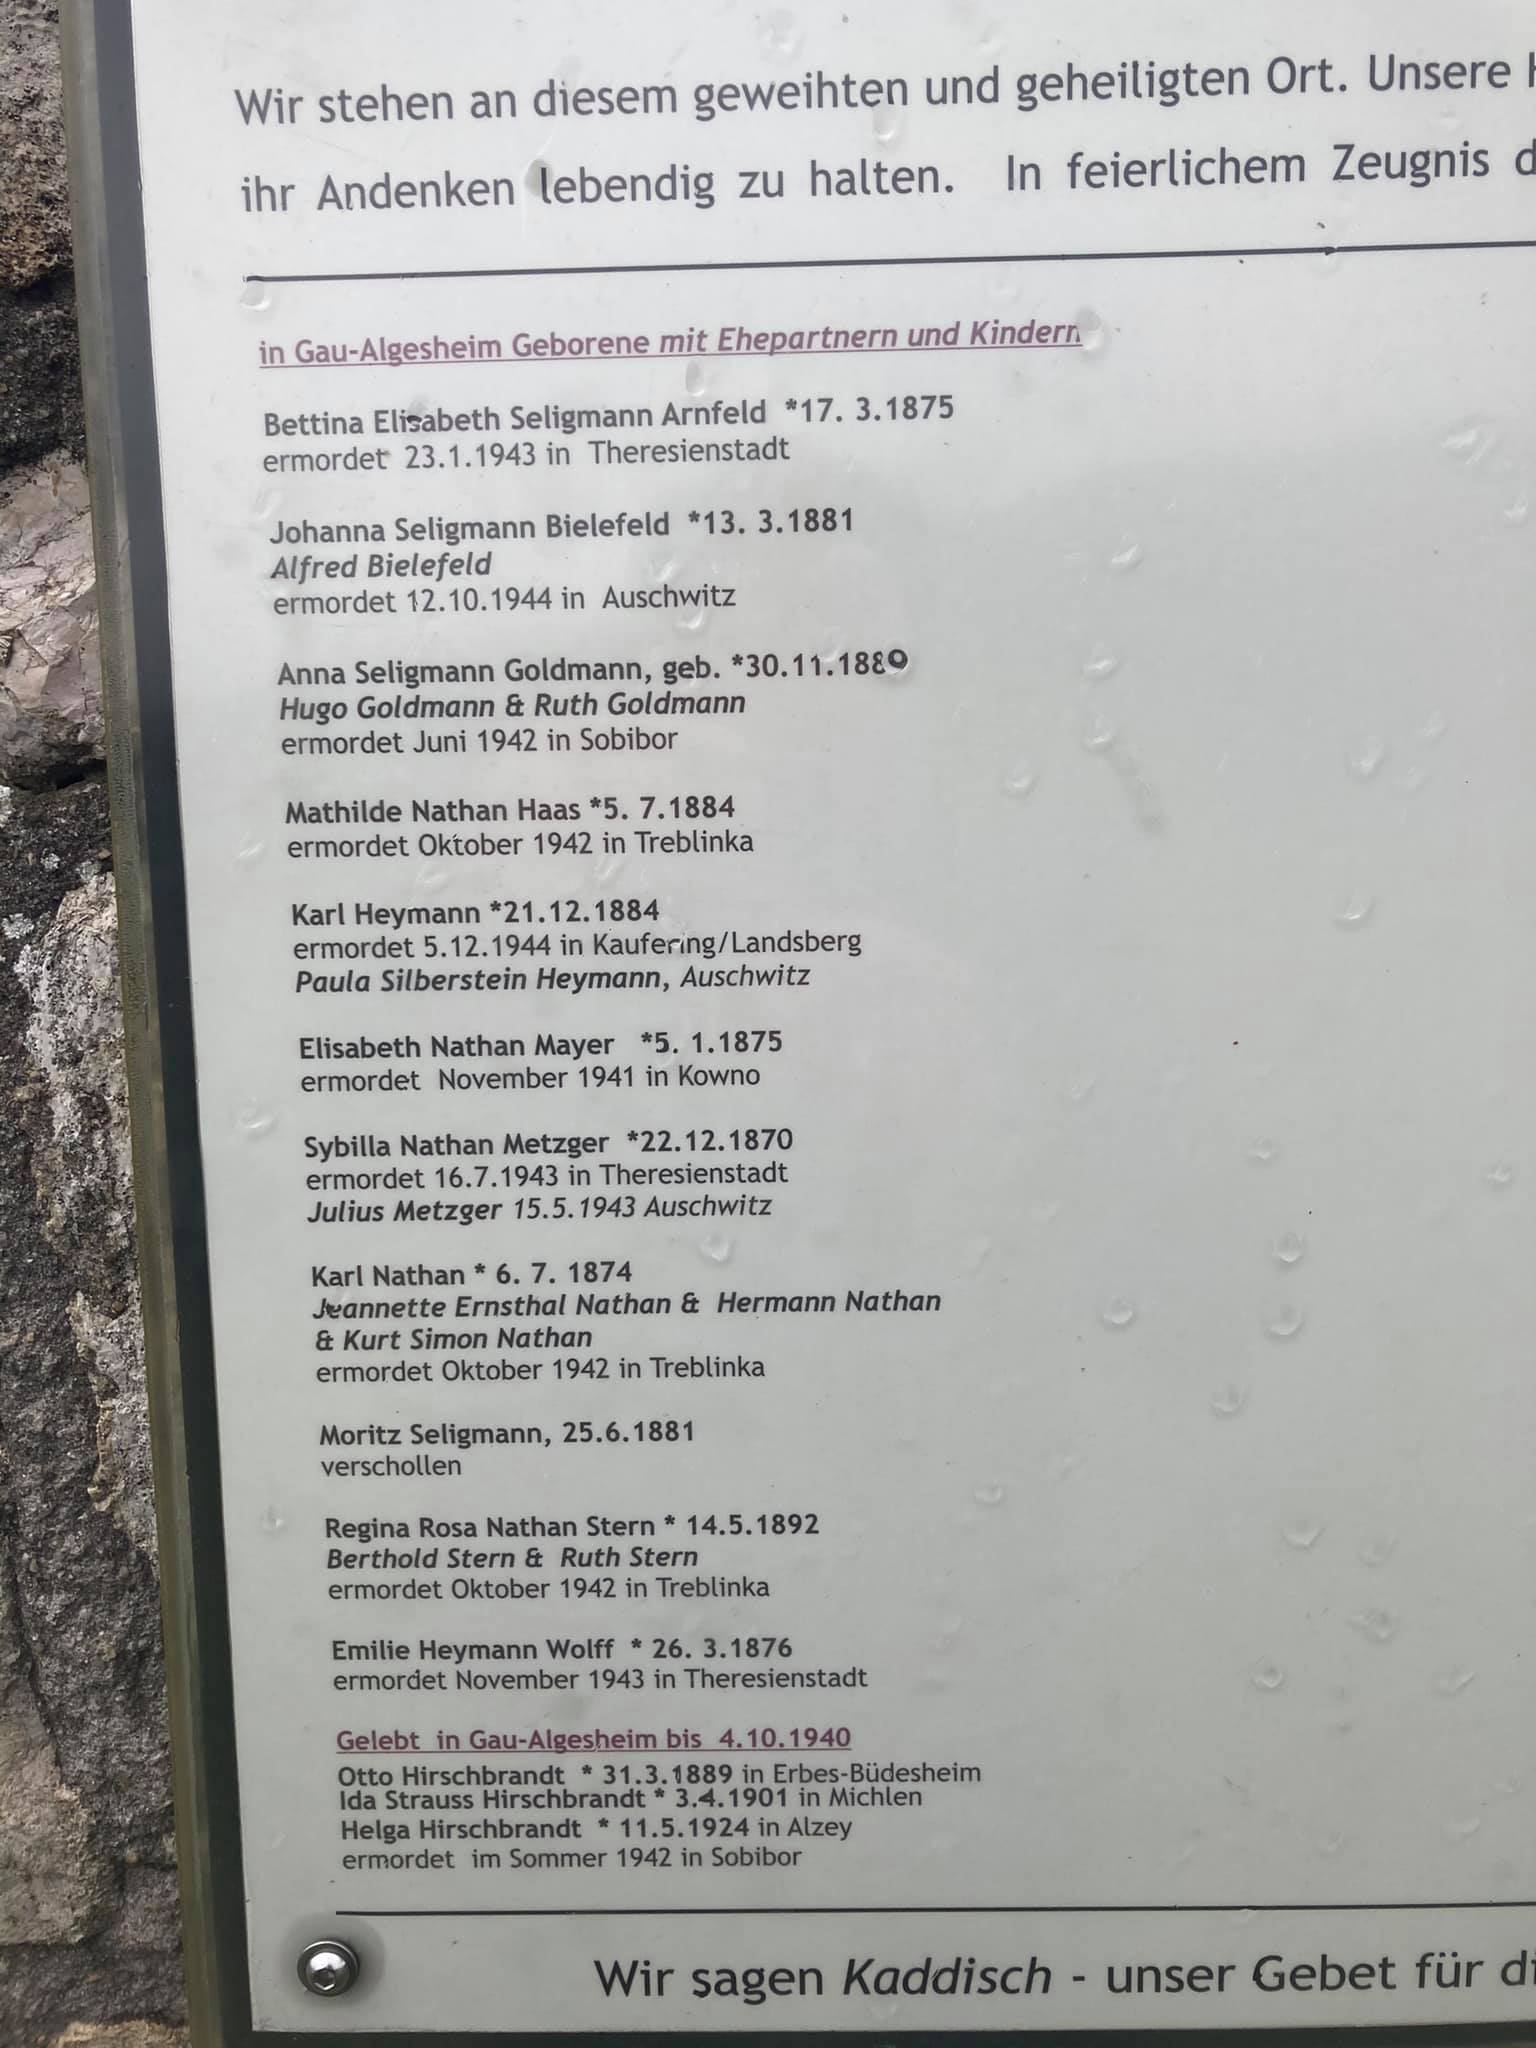 Wir stehen an diesem geweihten und geheiligten Ort. Unsere
ihr Andenken lebendig zu halten. In feierlichem Zeugnis
in Gau-Algesheim Geborene mit Ehepartnern und Kindern
Bettina Elisabeth Seligmann Arnfeld *17. 3.1875
ermordet 23.1.1943 in Theresienstadt
Johanna Seligmann Bielefeld *13. 3.1881
Alfred Bielefeld
ermordet 12.10.1944 in Auschwitz
Anna Seligmann Goldmann, geb. *30.11.1889
Hugo Goldmann & Ruth Goldmann
ermordet Juni 1942 in Sobibor
Mathilde Nathan Haas *5. 7.1884
ermordet Oktober 1942 in Treblinka
Karl Heymann *21.12.1884
ermordet 5.12.1944 in Kaufering/Landsberg
Paula Silberstein Heymann, Auschwitz
Elisabeth Nathan Mayer *5. 1.1875
ermordet November 1941 in Kowno
Sybilla Nathan Metzger *22.12.1870
ermordet 16.7.1943 in Theresienstadt
Julius Metzger 15.5.1943 Auschwitz
Karl Nathan * 6. 7. 1874
Jeannette Ernsthal Nathan & Hermann Nathan
& Kurt Simon Nathan
ermordet Oktober 1942 in Treblinka
Moritz Seligmann, 25.6.1881
verschollen
Regina Rosa Nathan Stern * 14.5.1892
Berthold Stern & Ruth Stern
ermordet Oktober 1942 in Treblinka
Emilie Heymann Wolff * 26. 3.1876
ermordet November 1943 in Theresienstadt
Gelebt in Gau-Algesheim bis 4.10.1940
Otto Hirschbrandt * 31.3.1889 in Erbes-Büdesheim
Ida Strauss Hirschbrandt * 3.4.1901 in Michlen
Helga Hirschbrandt * 11.5.1924 in Alzey
ermordet im Sommer 1942 in Sobibor
Wir sagen Kaddisch - unser Gebet für